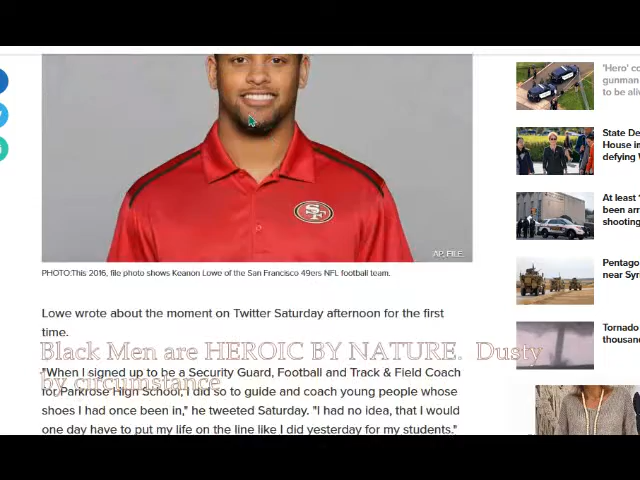 SF
AP, FILE
PHOTO:This 2016, file photo shows Keanon Lowe of the San Francisco 49ers NFL football team.
Lowe wrote about the moment on Twitter Saturday afternoon for the first
time.
Black Men are HEROIC BY NATURE. Dusty
by circumstance
"When I signed up to be a Security Guard, Football and Track & Field Coach
for Parkrose High School, I did so to guide and coach young people whose
shoes I had once been in," he tweeted Saturday. "I had no idea, that I would
one day have to put my life on the line like I did yesterday for my students."
'Hero' co
gunman
to be aliv
State De
House in
defying
At least
been arr
shooting
Pentago
near Syri
Tornado
thousan